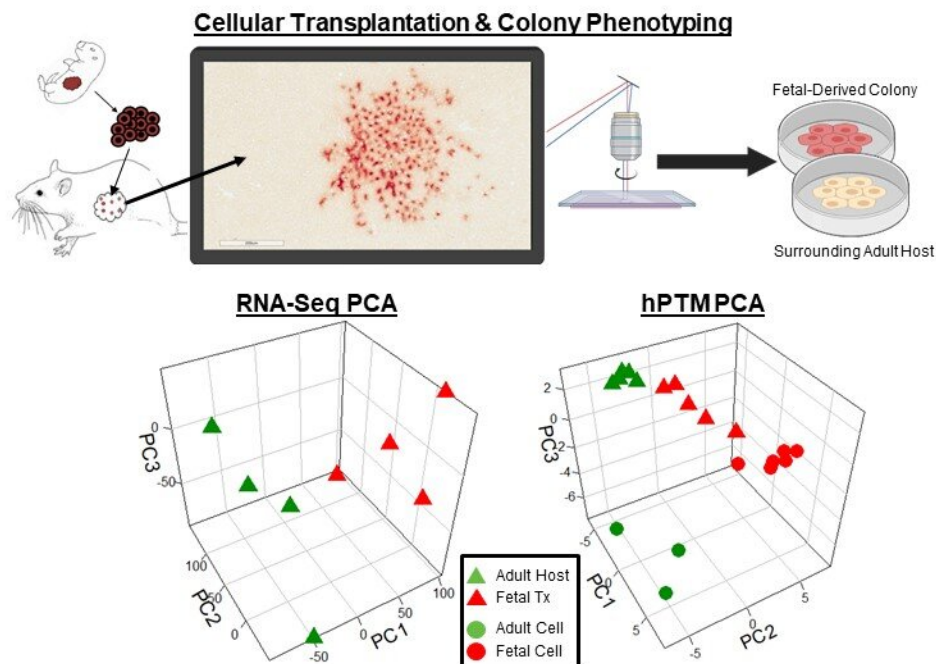 Cellular Transplantation & Colony Phenotyping
Fetal-Derived Colony
Surrounding Adult Host
RNA-Seq PCA
PC3
0
-50
PC2
100
50
0
PC1
-50
0
50
100
hPTM PCA
PC3
2
0
-2
-4
-6
PC1
-5
0
5
PC2
-5
0
5
Adult Host
Fetal Tx
Adult Cell
Fetal Cell